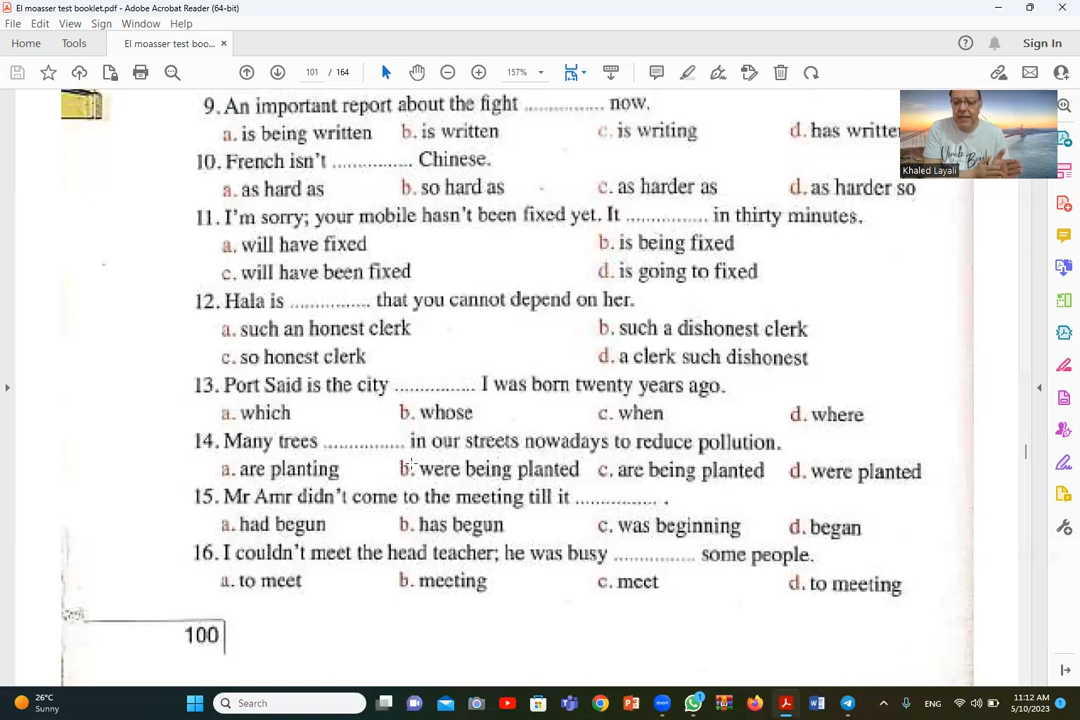 El moasser test booklet.pdf - Adobe Acrobat Reader (64-bit)
File Edit View Sign Window Help
Home Tools El moasser test boo... × Sign In
101 / 164 157%
9. An important report about the fight ............... now.
a. is being written b. is written c. is writing d. has writte
10. French isn't ............... Chinese.
a. as hard as b. so hard as c. as harder as d. as harder so
11. I'm sorry; your mobile hasn't been fixed yet. It ............... in thirty minutes.
a. will have fixed b. is being fixed
c. will have been fixed d. is going to fixed
12. Hala is ............... that you cannot depend on her.
a. such an honest clerk b. such a dishonest clerk
c. so honest clerk d. a clerk such dishonest
13. Port Said is the city ............... I was born twenty years ago.
a. which b. whose c. when d. where
14. Many trees ............... in our streets nowadays to reduce pollution.
a. are planting b. were being planted c. are being planted d. were planted
15. Mr Amr didn't come to the meeting till it ............... .
a. had begun b. has begun c. was beginning d. began
16. I couldn't meet the head teacher; he was busy ............... some people.
a. to meet b. meeting c. meet d. to meeting
100
Khaled Layali
26°C
Sunny
Search
ENG
11:12 AM
5/10/2023